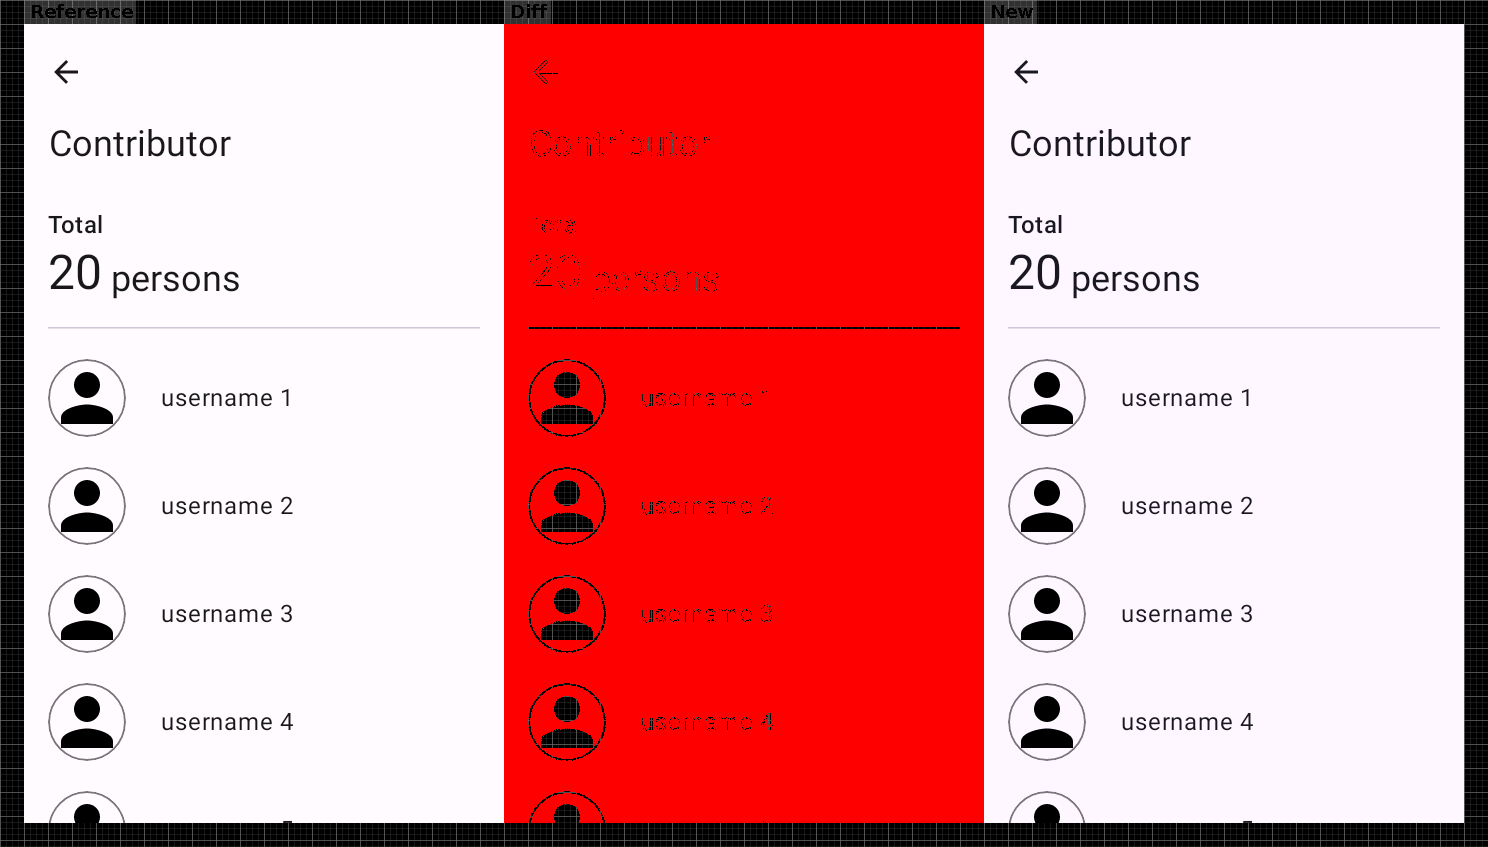 Reference
Diff
New
Contributor
Total
20 persons
username 1
username 2
username 3
username 4
Contributor
Total
20 persons
username 1
username 2
username 3
username 4
Contributor
Total
20 persons
username 1
username 2
username 3
username 4